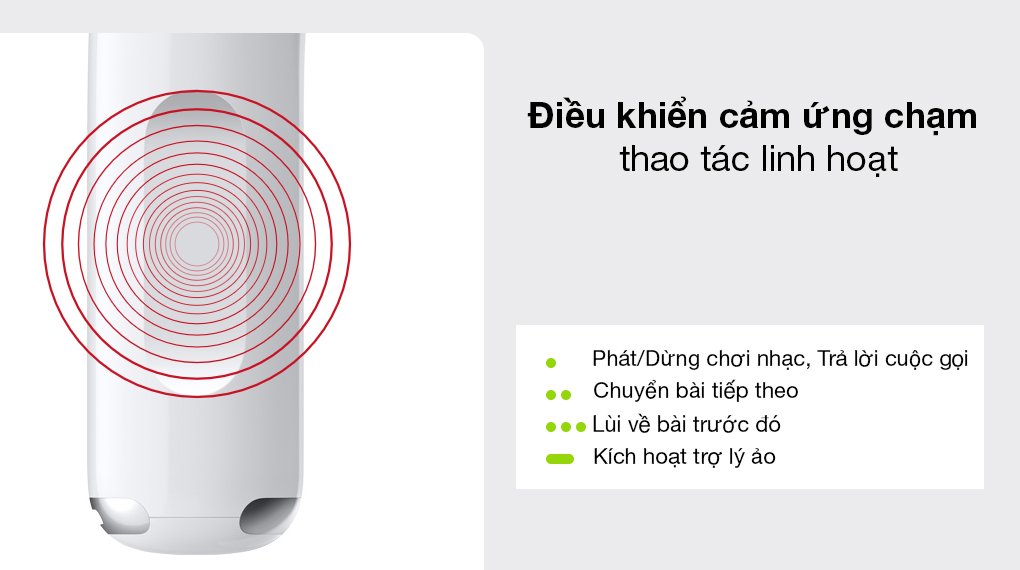 Điều khiển cảm ứng chạm
thao tác linh hoạt
Phát/Dừng chơi nhạc, Trả lời cuộc gọi
Chuyển bài tiếp theo
Lùi về bài trước đó
Kích hoạt trợ lý ảo